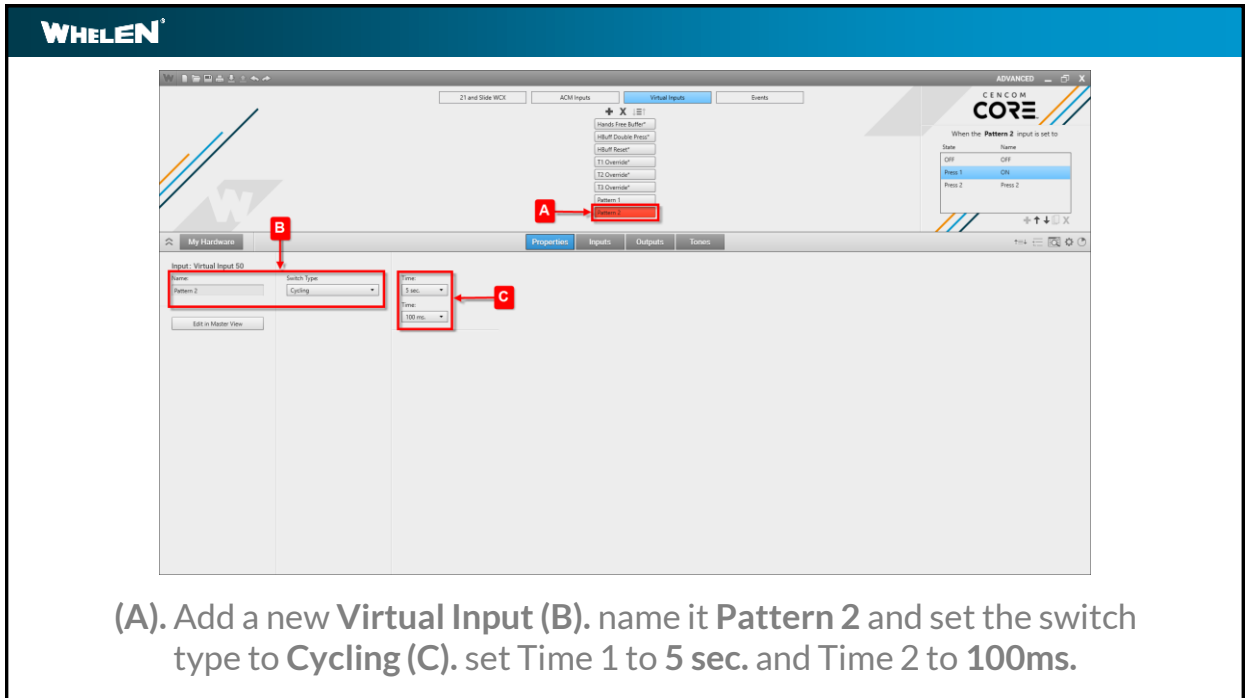 WHELEN
ADVANCED
21 and Slide WCX
ACM Inputs
Virtual Inputs
Events
Hands Free Buffer*
HBuff Double Press*
HBuff Reset*
T1 Override*
T2 Override*
T3 Override*
Pattern 1
A
Pattern 2
CENCOM
CORE
When the Pattern 2 input is set to
State Name
OFF OFF
Press 1 ON
Press 2 Press 2
B
My Hardware
Properties
Inputs
Outputs
Tones
Input: Virtual Input 50
Name:
Pattern 2
Switch Type:
Cycling
Time:
5 sec.
Time:
100 ms.
C
Edit in Master View
(A). Add a new Virtual Input (B). name it Pattern 2 and set the switch
type to Cycling (C). set Time 1 to 5 sec. and Time 2 to 100ms.